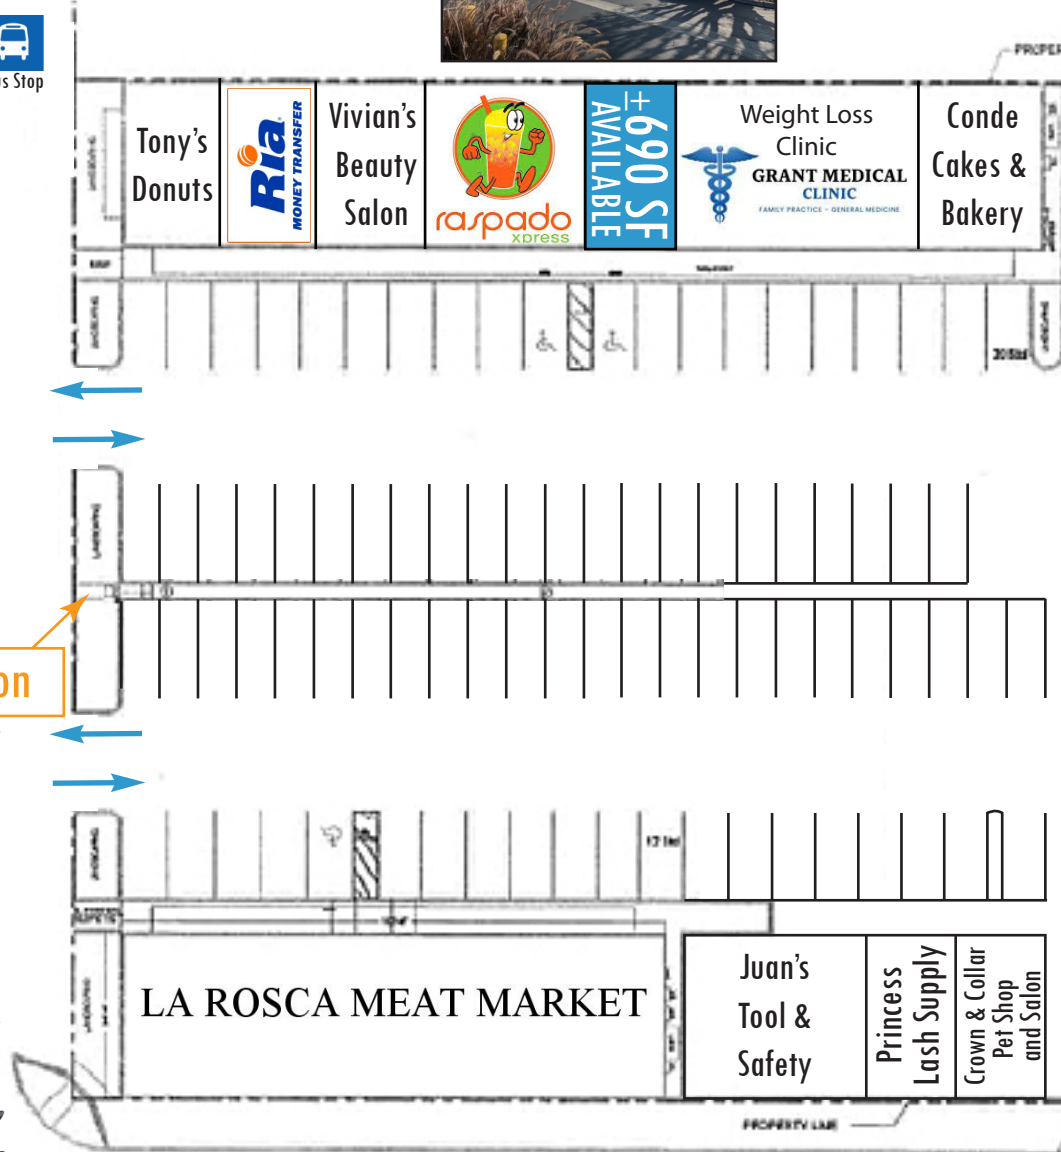 us Stop
PROPER
Tony's
Donuts
Ria
MONEY TRANSFER
Vivian's
Beauty
Salon
raspado
xpress
±690 SF
AVAILABLE
Weight Loss
Clinic
GRANT MEDICAL
CLINIC
FAMILY PRACTICE - GENERAL MEDICINE
Conde
Cakes &
Bakery
LANDSCAPING
on
LA ROSCA MEAT MARKET
Juan's
Tool &
Safety
Princess
Lash Supply
Crown & Collar
Pet Shop
and Salon
PROPERTY LINE